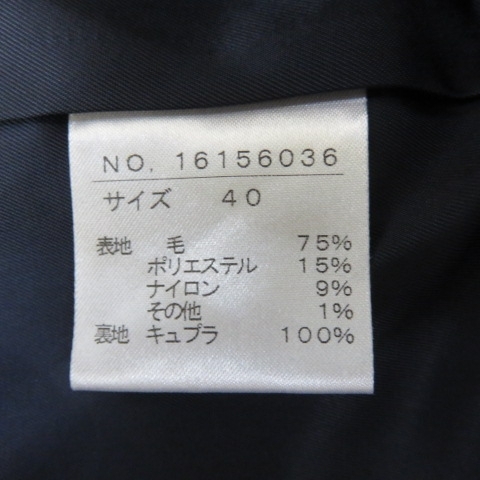 NO. 16156036
サイズ 40
表地 毛 75%
ポリエステル 15%
ナイロン 9%
その他 1%
裏地 キュプラ 100%